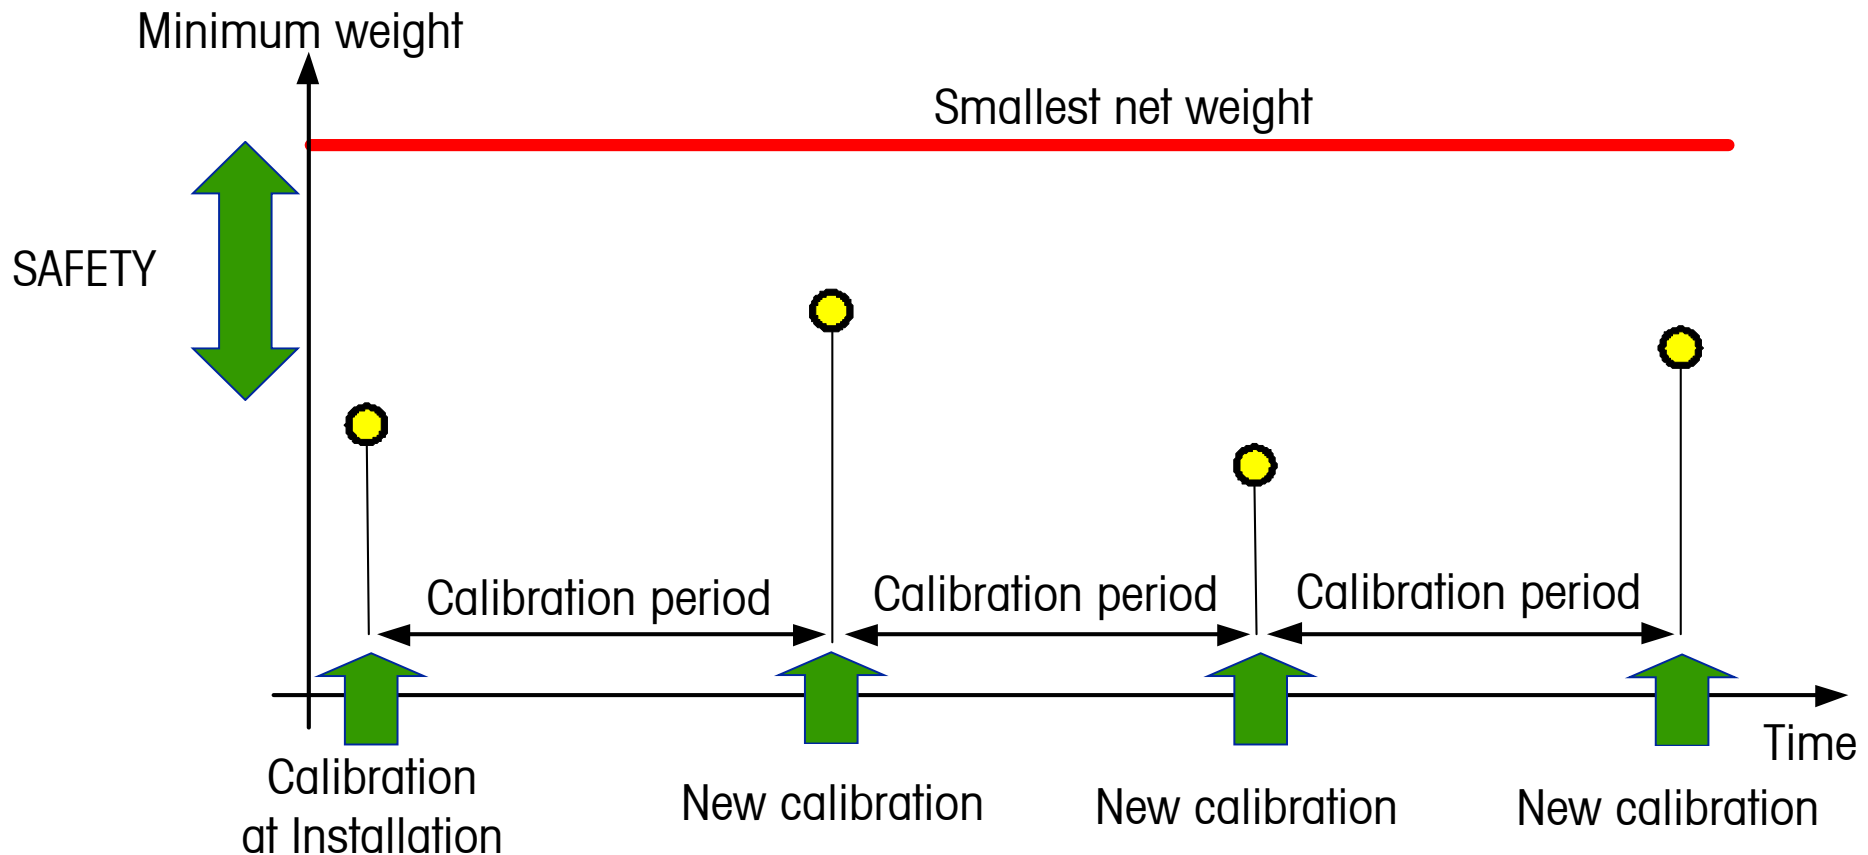 Minimum weight
Smallest net weight
SAFETY
Calibration period
Calibration period
Calibration period
Time
Calibration
at Installation
New calibration
New calibration
New calibration